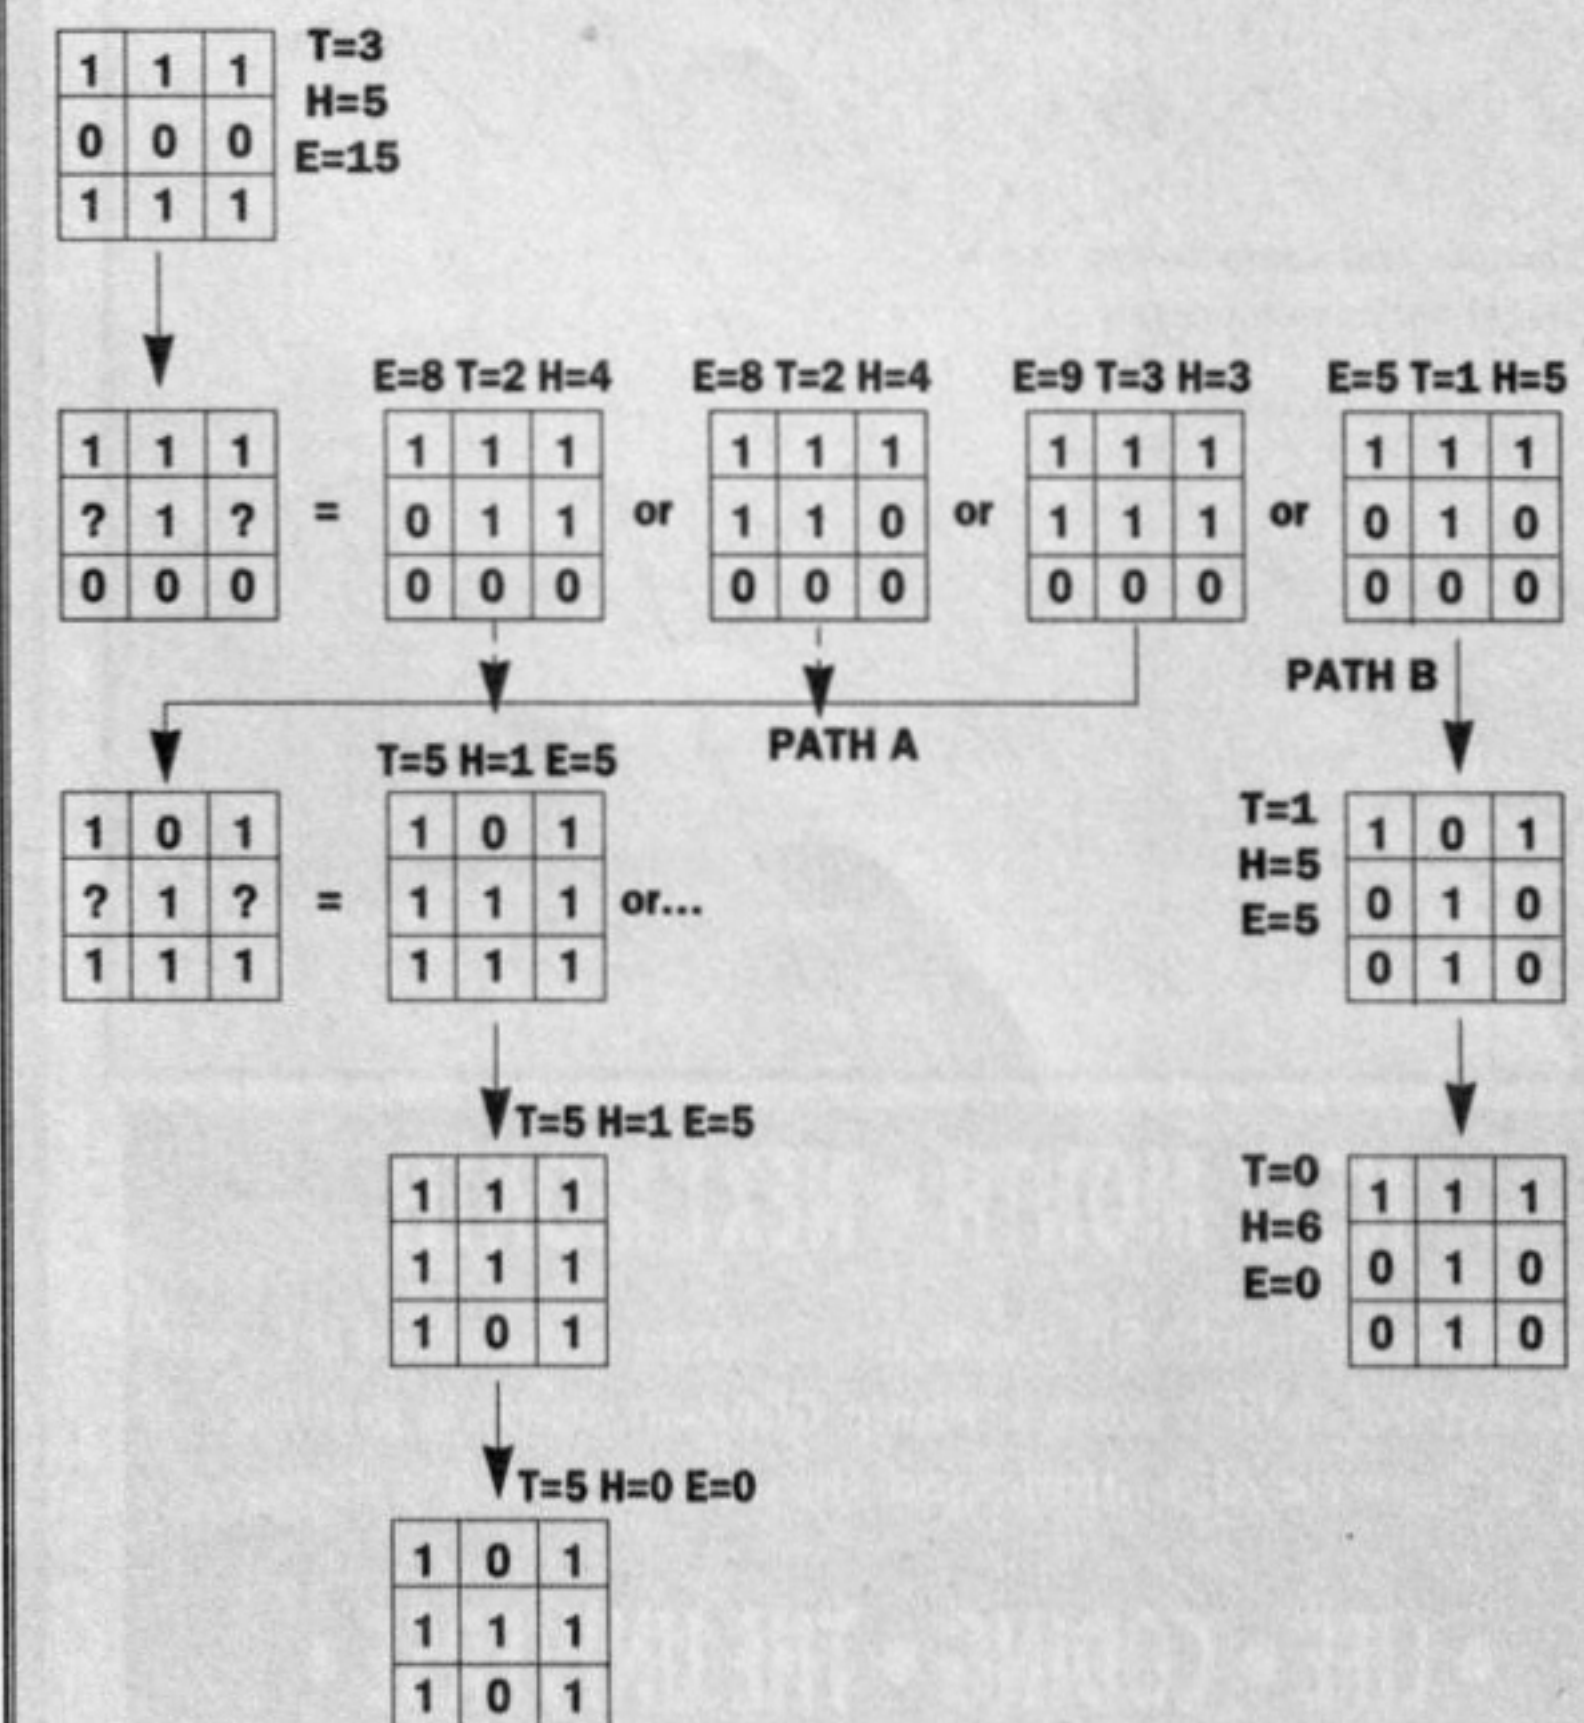 T=3
1 1 1
H=5
0 0 0
E=15
1 1 1
E=8 T=2 H=4 E=8 T=2 H=4 E=9 T=3 H=3 E=5 T=1 H=5
1 1 1 1 1 1 1 1 1 1 1 1 1 1 1
? 1 ? = 0 1 1 or 1 1 0 or 1 1 1 or 0 1 0
0 0 0 0 0 0 0 0 0 0 0 0 0 0 0
PATH B
PATH A
T=5 H=1 E=5
T=1
1 0 1 1 0 1 1 0 1
H=5
? 1 ? = 1 1 1 or... 0 1 0
E=5
1 1 1 1 1 1 0 1 0
T=5 H=1 E=5
T=0
1 1 1 1 1 1
H=6
1 1 1 0 1 0
E=0
1 0 1 0 1 0
T=5 H=0 E=0
1 0 1
1 1 1
1 0 1